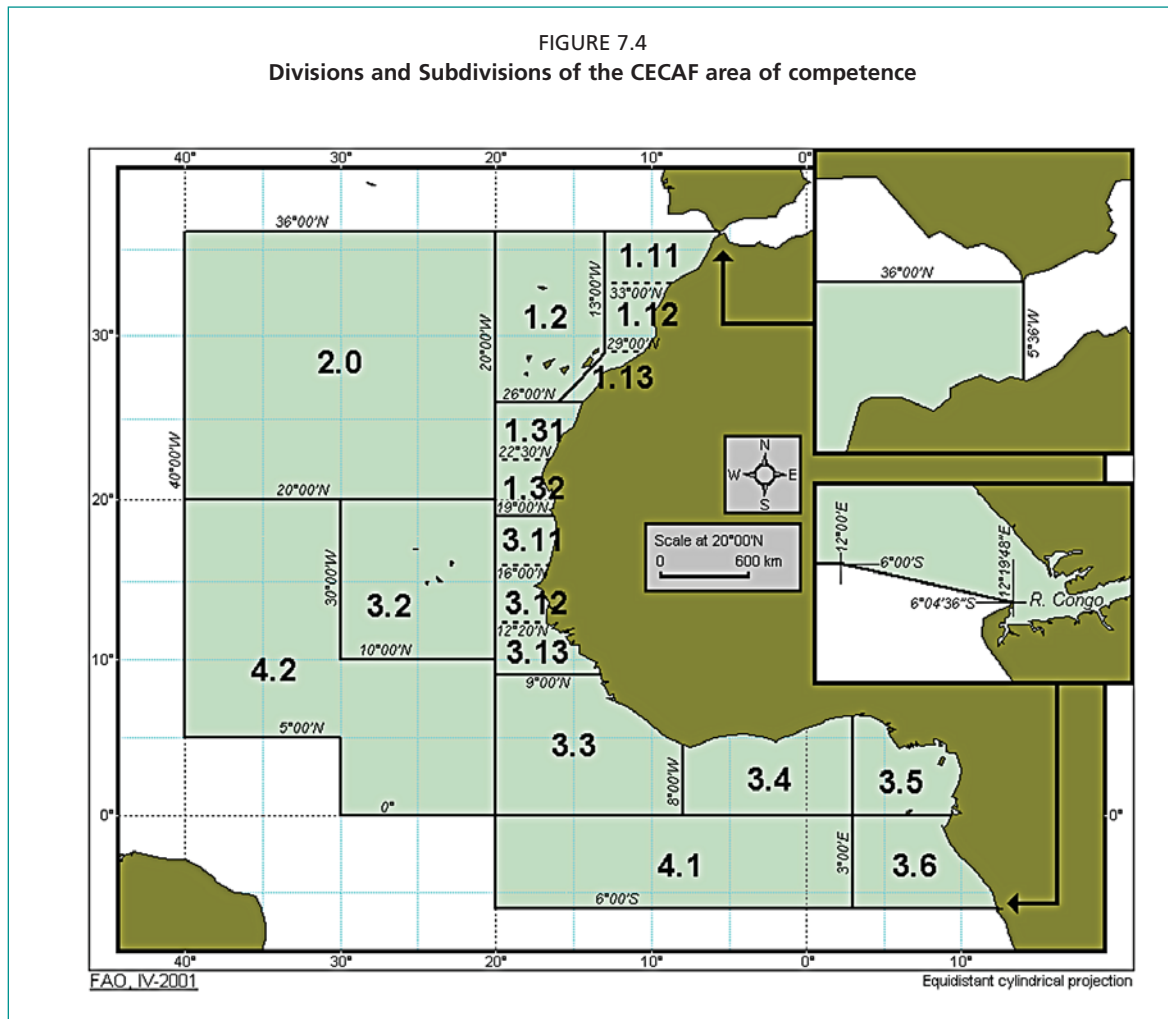 FIGURE 7.4
Divisions and Subdivisions of the CECAF area of competence
40° 30° 20° 10° 0°
36°00'N
36°00'N
1.11
13°00'W
33°00'N
1.2
1.12
5°36'W
30°
20°00'W
29°00'N
2.0
1.13
26°00'N
1.31
40°00'W
22°30'N
N
W E
S
1.32
20°
20°00'N
19°00'N
12°00'E
3.11
Scale at 20°00'N
0 600 km
12°19'48"E
6°00'S
16°00'N
30°00'W
3.2
3.12
6°04'36"S
R. Congo
12°20'N
3.13
10°
10°00'N
4.2
9°00'N
5°00'N
3.3
8°00'W
3.4
3.5
0°
0°
0°
4.1
3°00'E
3.6
6°00'S
40° 30° 20° 10° 0° 10°
FAO, IV-2001
Equidistant cylindrical projection